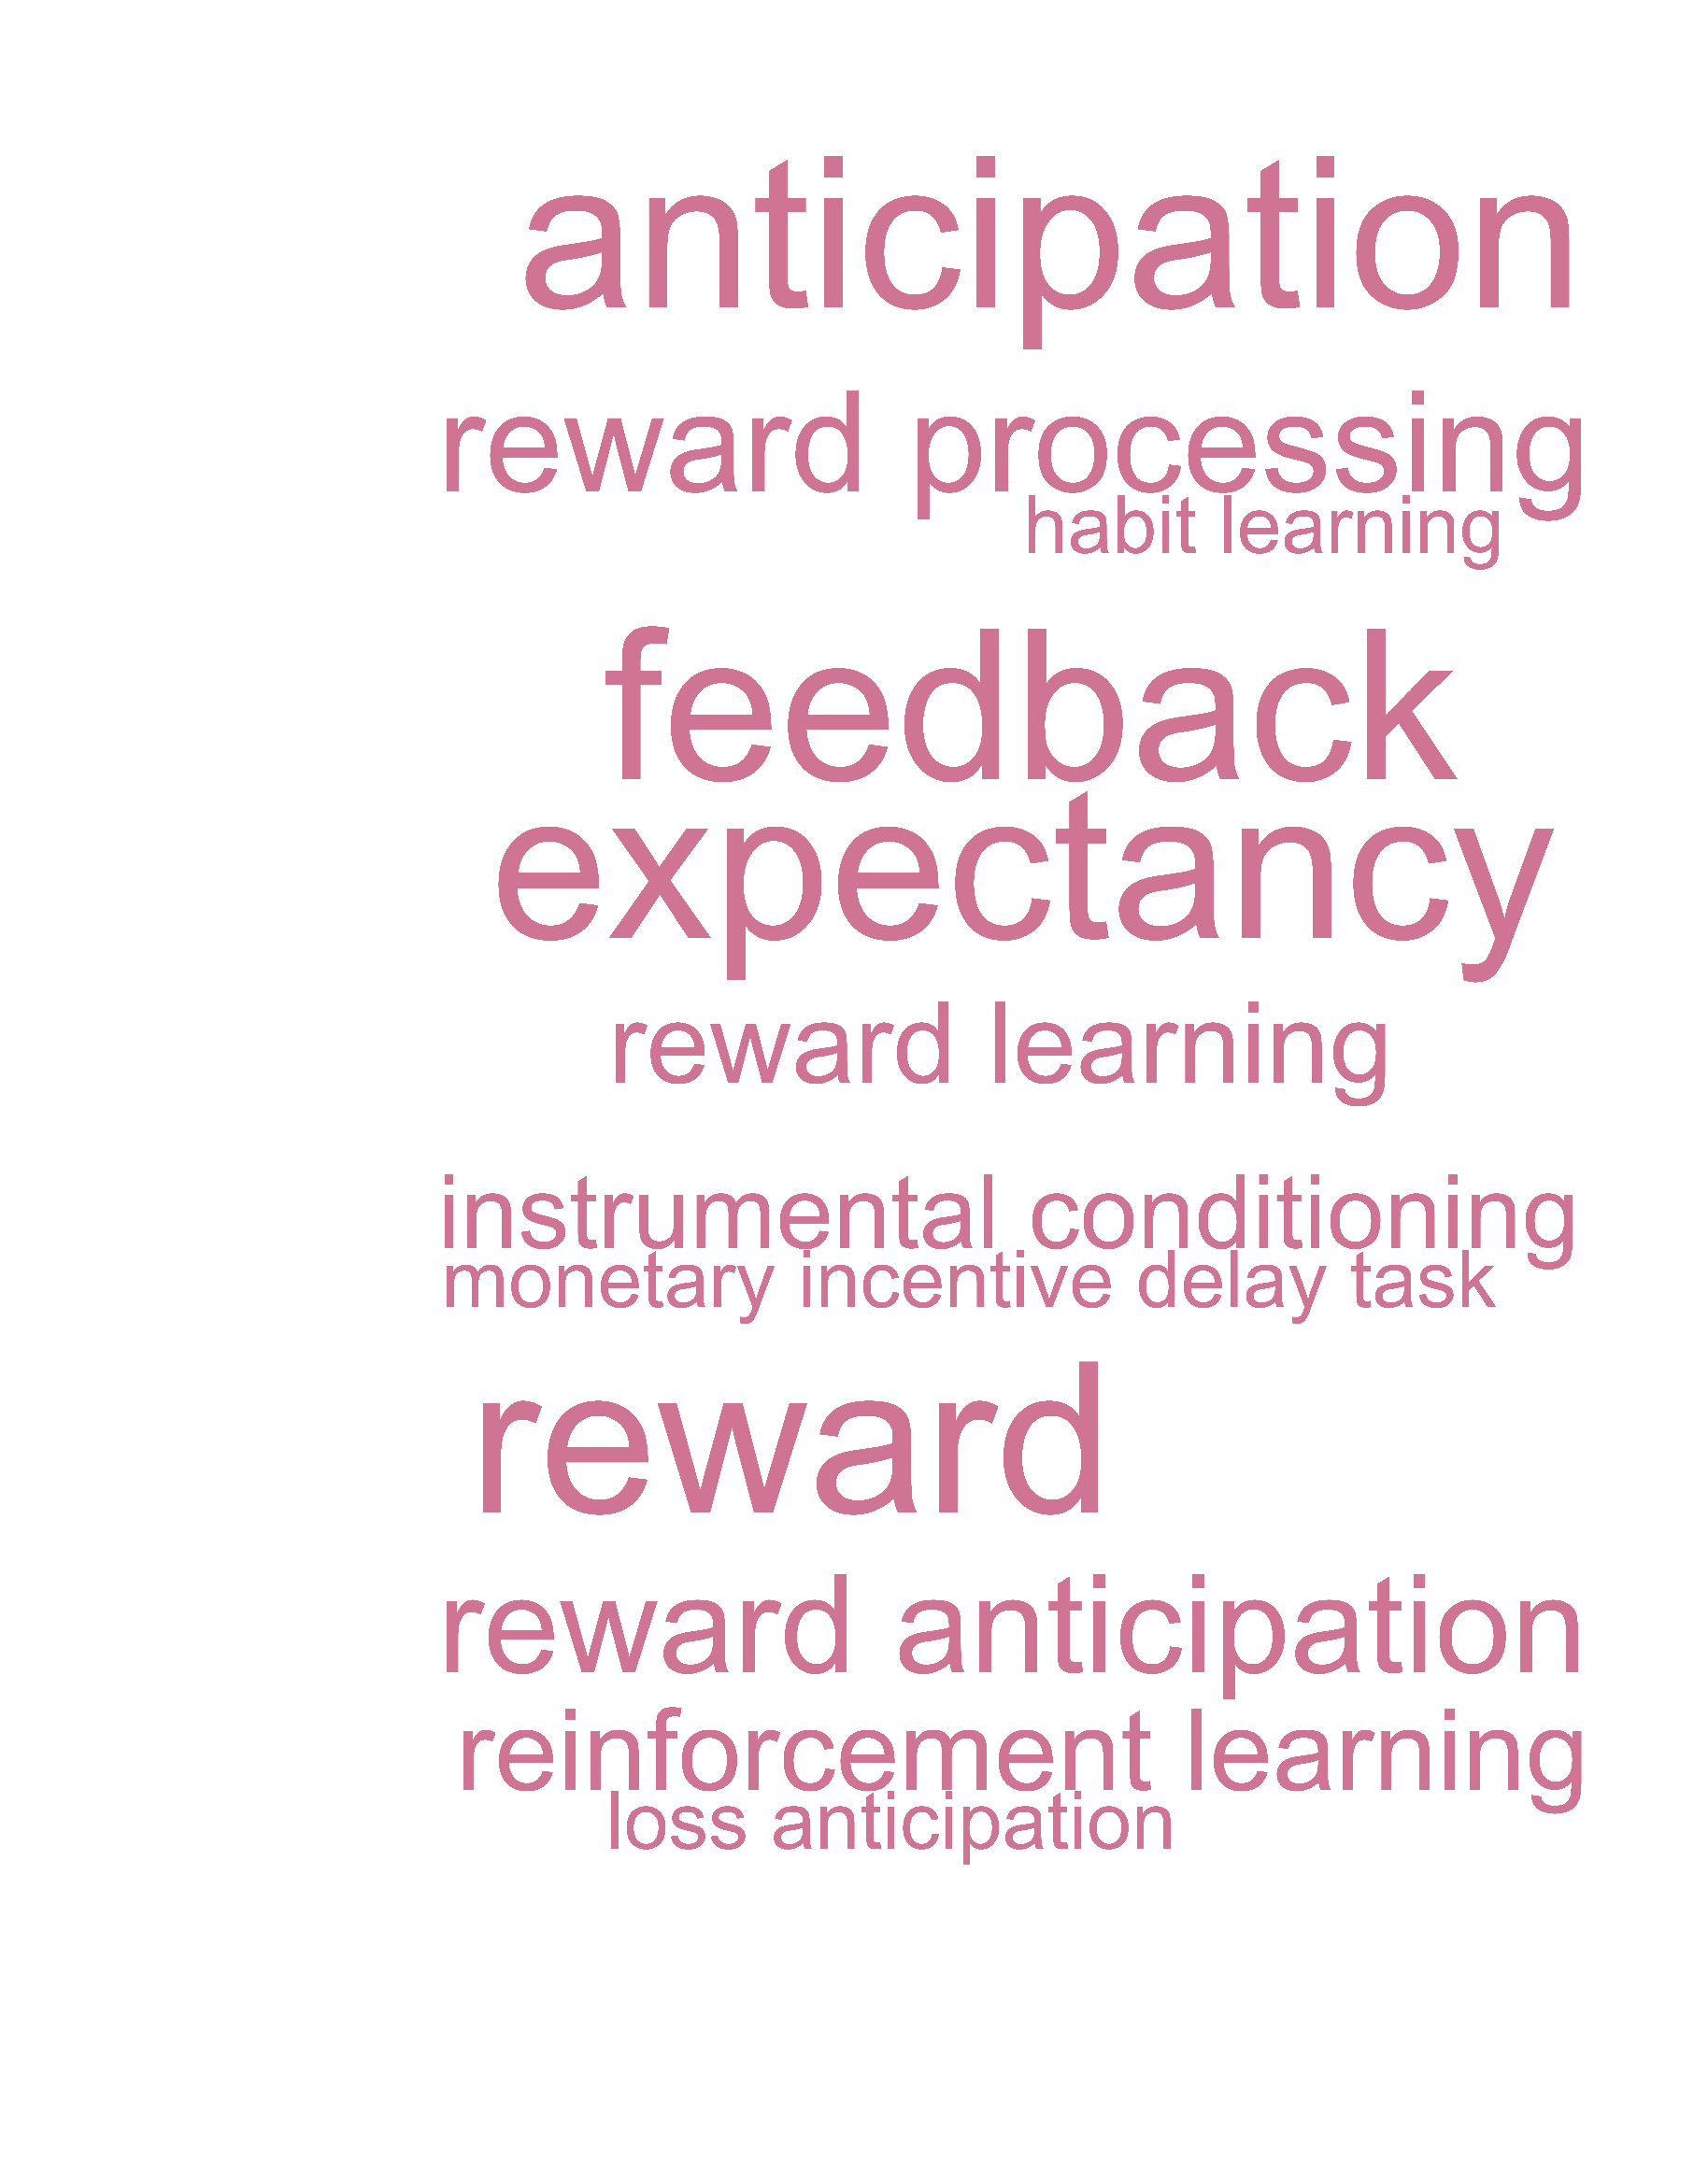 anticipation
reward processing
habit learning
feedback
expectancy
reward learning
instrumental conditioning
monetary incentive delay task
reward
reward anticipation
reinforcement learning
loss anticipation